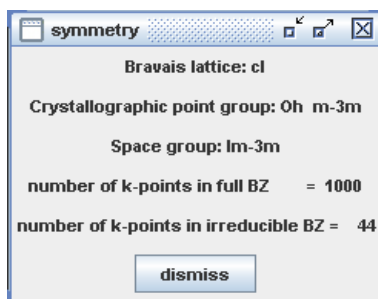 symmetry
Bravais lattice: cI
Crystallographic point group: Oh m-3m
Space group: Im-3m
number of k-points in full BZ = 1000
number of k-points in irreducible BZ = 44
dismiss